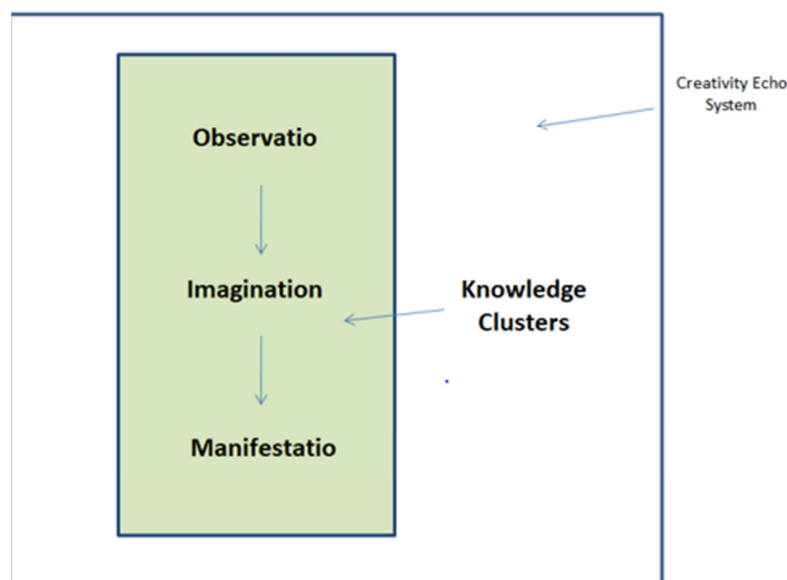 Creativity Echo
System
Observatio
Imagination
Knowledge
Clusters
Manifestatio